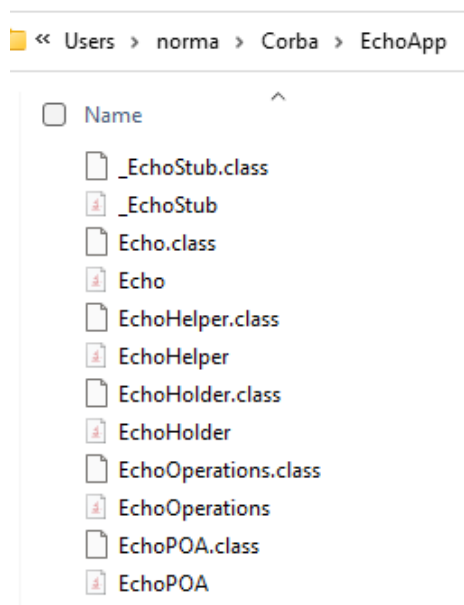 « Users > norma > Corba > EchoApp
Name
_EchoStub.class
_EchoStub
Echo.class
Echo
EchoHelper.class
EchoHelper
EchoHolder.class
EchoHolder
EchoOperations.class
EchoOperations
EchoPOA.class
EchoPOA